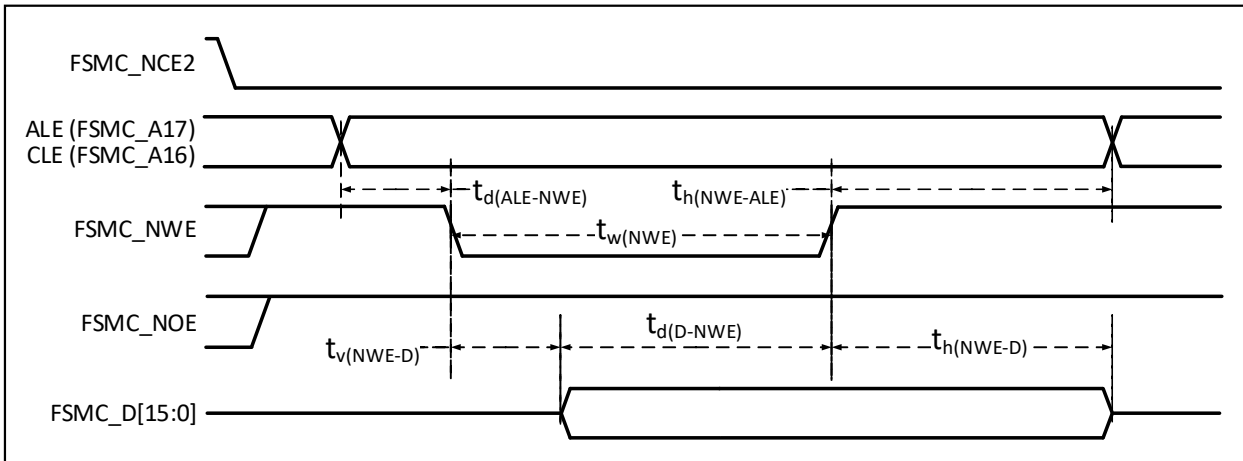 FSMC_NCE2
ALE (FSMC_A17)
CLE (FSMC_A16)
td(ALE-NWE)
th(NWE-ALE)
FSMC_NWE
tw(NWE)
FSMC_NOE
tv(NWE-D)
td(D-NWE)
th(NWE-D)
FSMC_D[15:0]